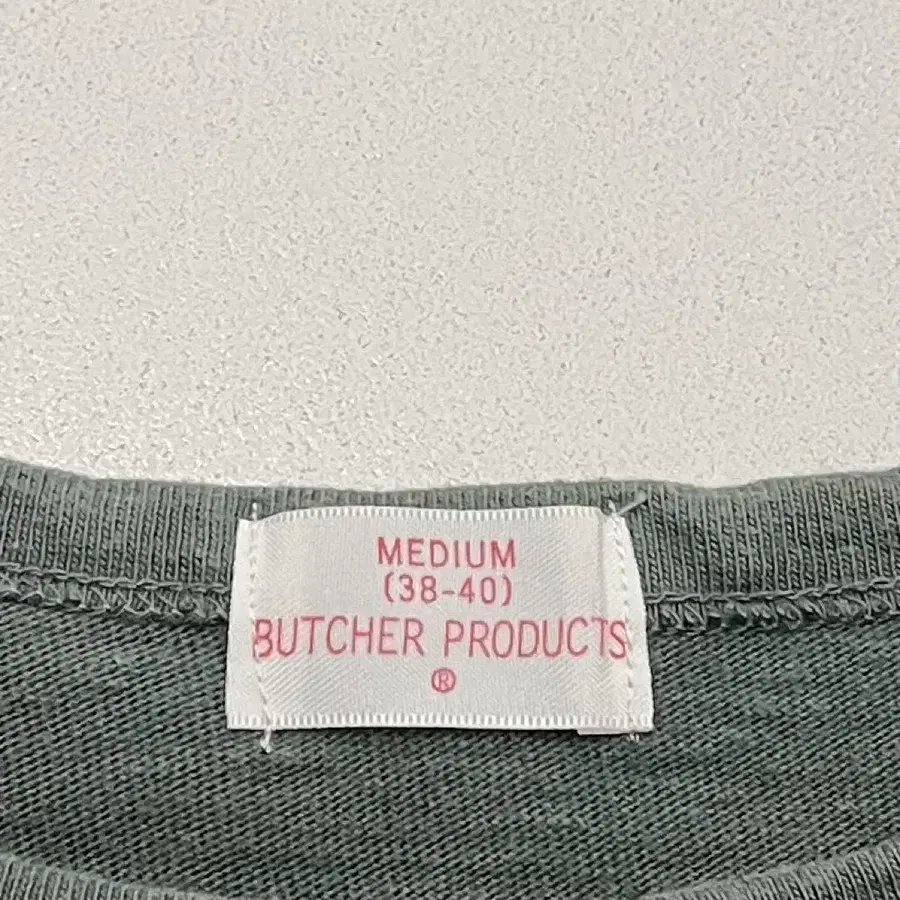 MEDIUM
(38-40)
BUTCHER PRODUCTS
®